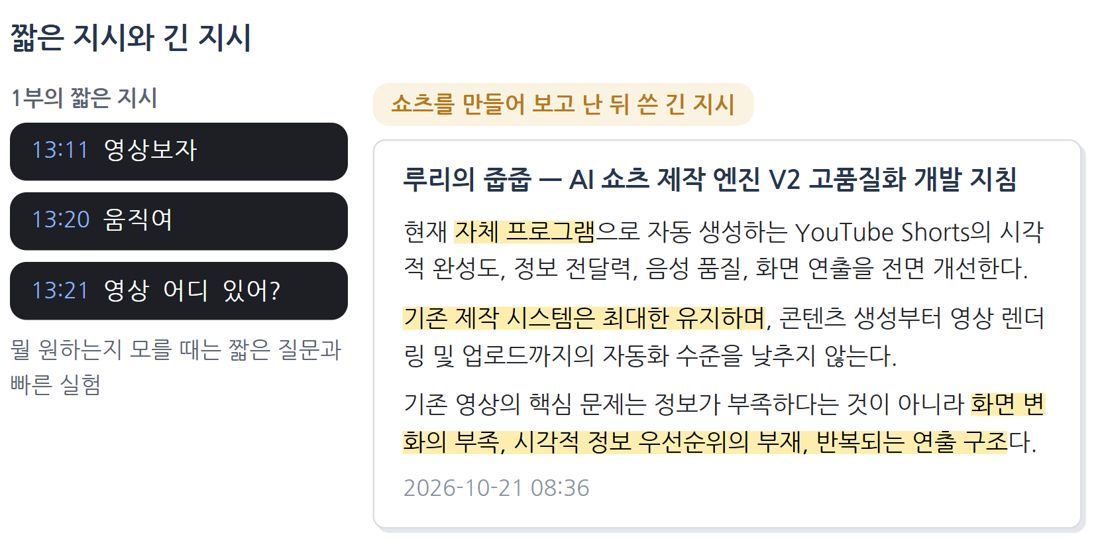 짧은 지시와 긴 지시
1부의 짧은 지시
13:11 영상보자
13:20 움직여
13:21 영상 어디 있어?
뭘 원하는지 모를 때는 짧은 질문과
빠른 실험
쇼츠를 만들어 보고 난 뒤 쓴 긴 지시
루리의 줍줍 — AI 쇼츠 제작 엔진 V2 고품질화 개발 지침
현재 자체 프로그램으로 자동 생성하는 YouTube Shorts의 시각
적 완성도, 정보 전달력, 음성 품질, 화면 연출을 전면 개선한다.
기존 제작 시스템은 최대한 유지하며, 콘텐츠 생성부터 영상 렌더
링 및 업로드까지의 자동화 수준을 낮추지 않는다.
기존 영상의 핵심 문제는 정보가 부족하다는 것이 아니라 화면 변
화의 부족, 시각적 정보 우선순위의 부재, 반복되는 연출 구조다.
2026-10-21 08:36